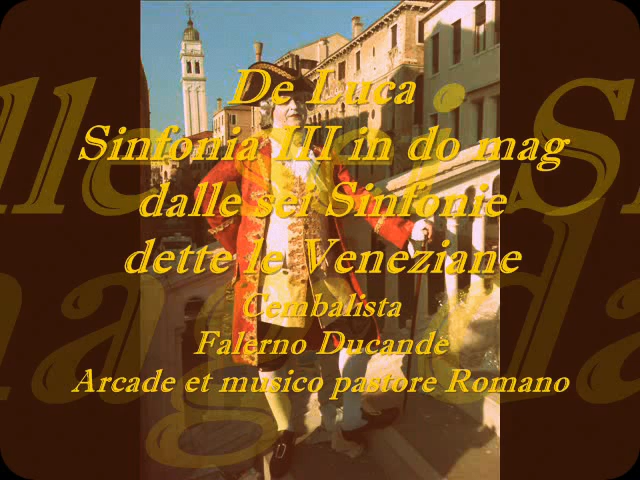 De Luca
Sinfonia III in do mag
dalle sei Sinfonie
dette le Veneziane
Cembalista
Falerno Ducande
Arcade et musico pastore Romano